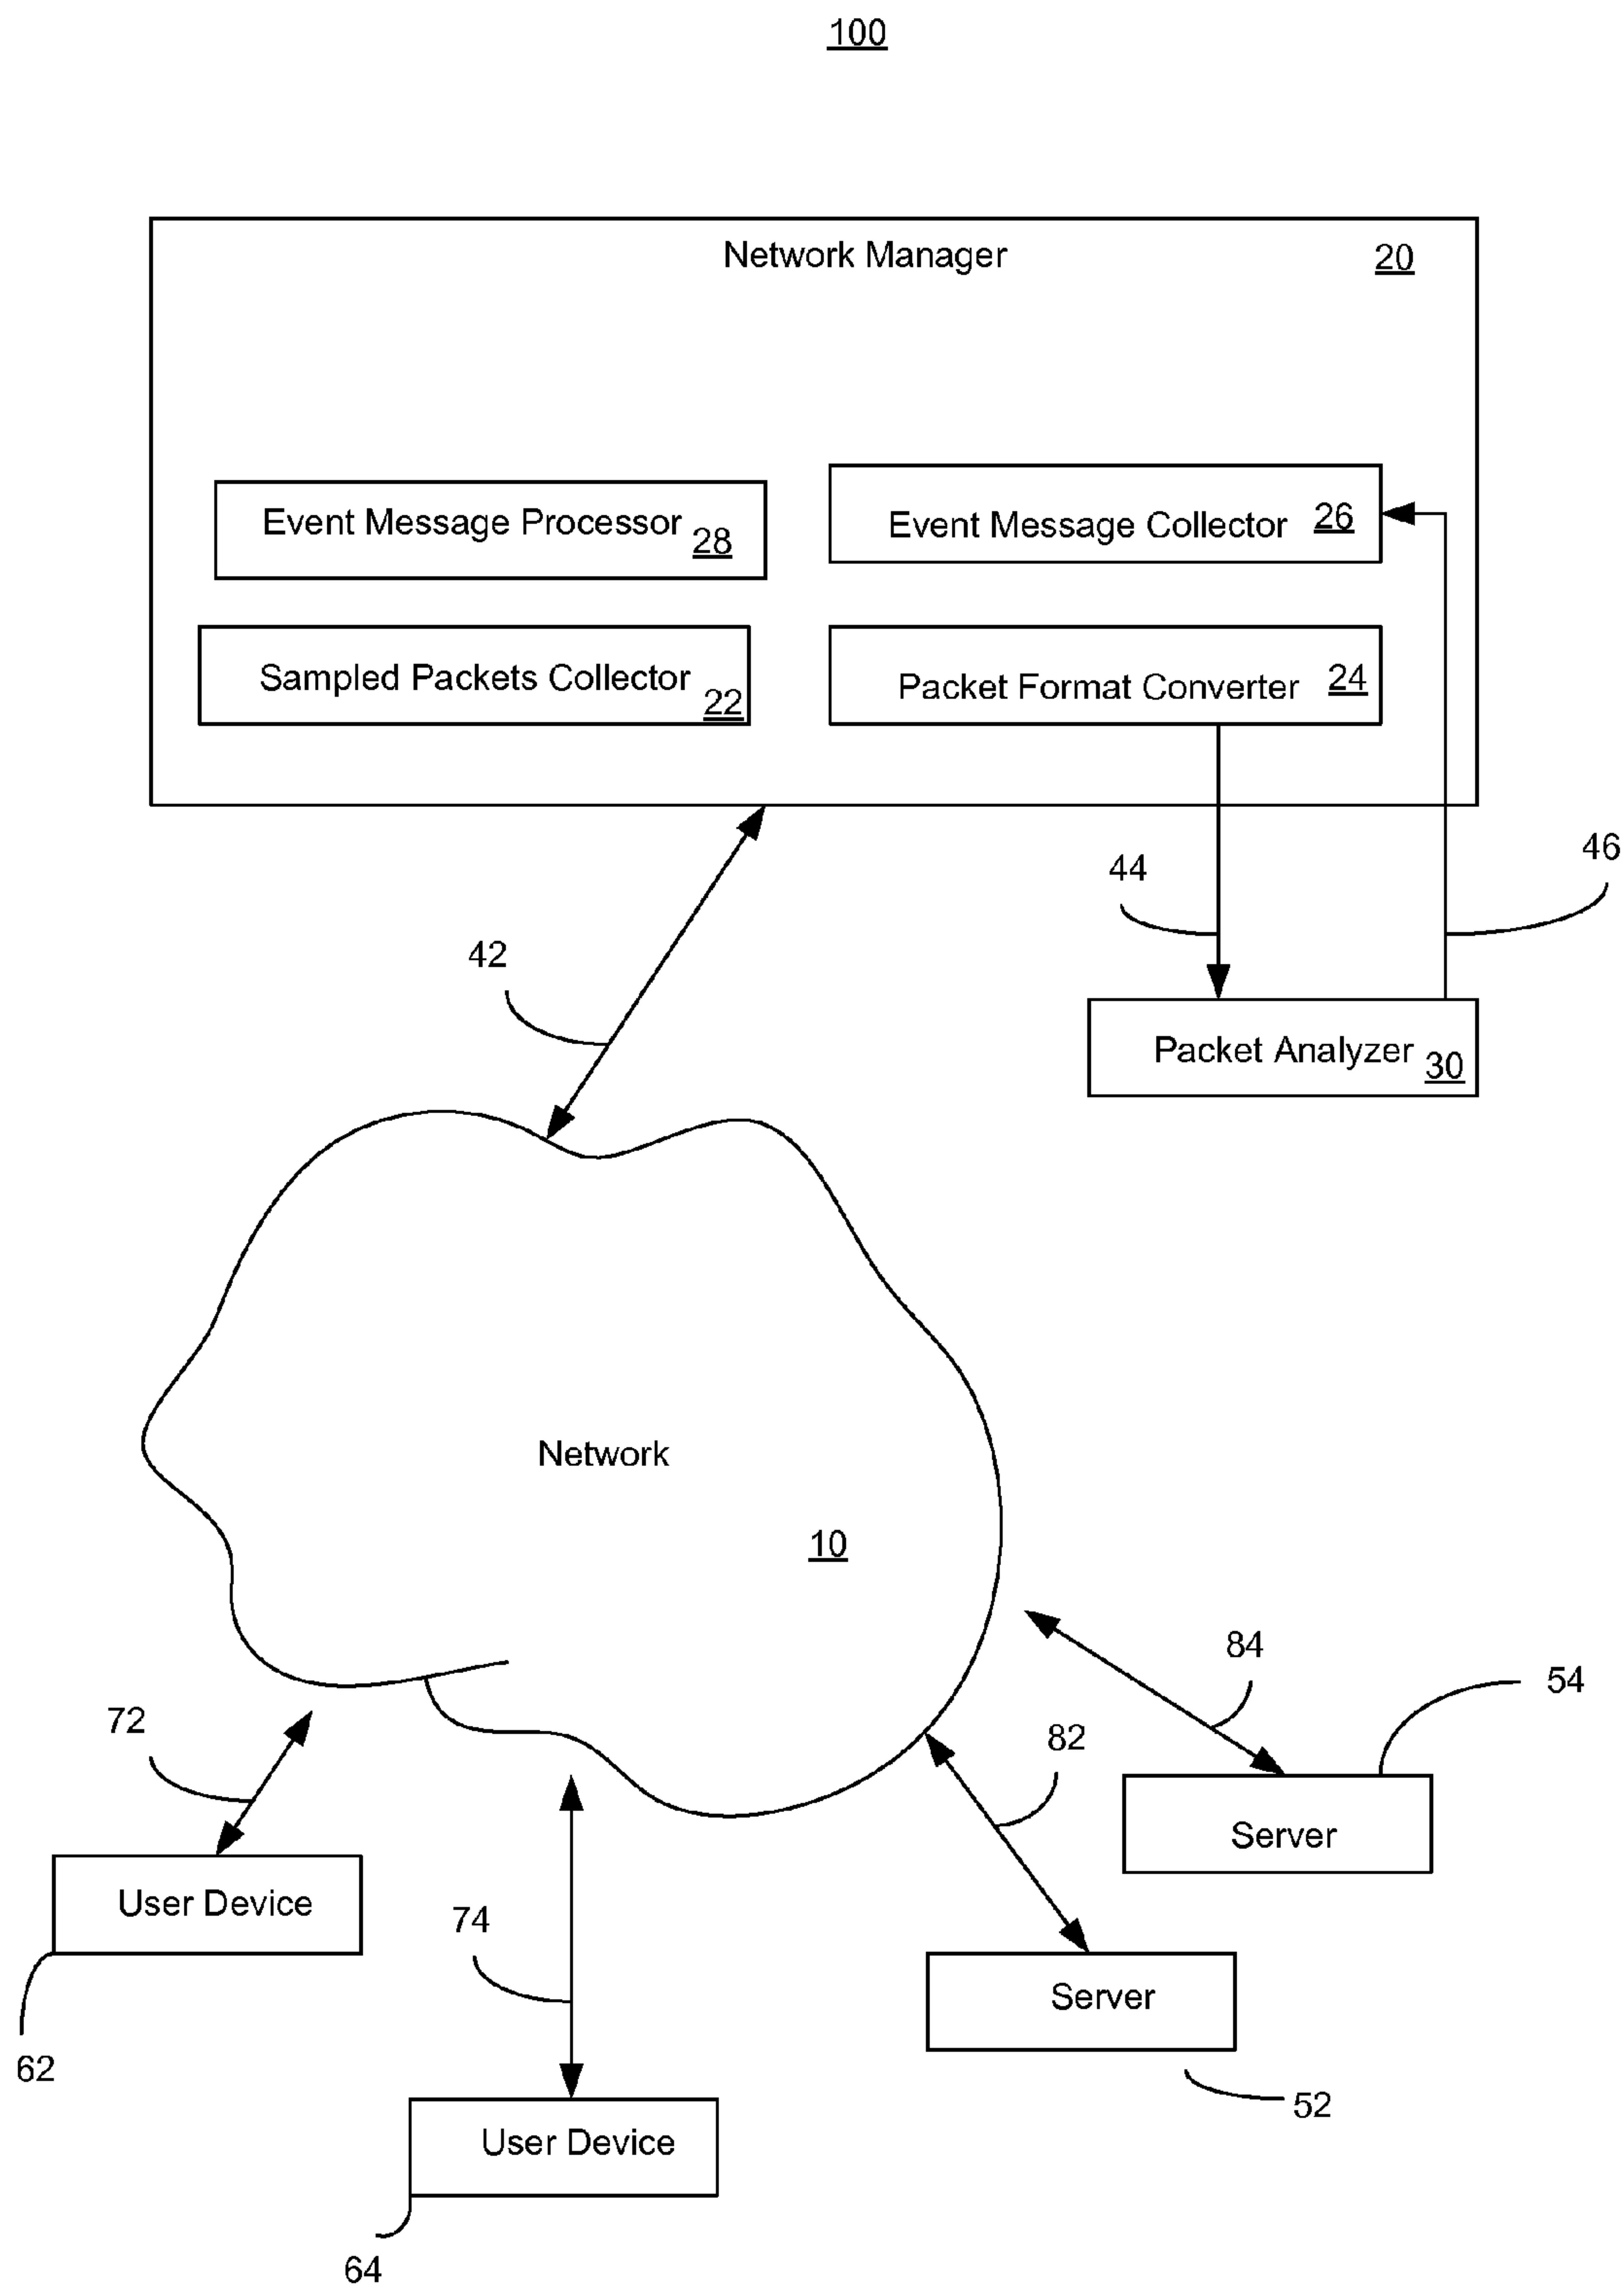 100
Network Manager 20
Event Message Processor 28
Event Message Collector 26
Sampled Packets Collector 22
Packet Format Converter 24
46
44
42
Packet Analyzer 30
Network
10
84
54
72
82
Server
User Device
74
Server
62
52
User Device
64